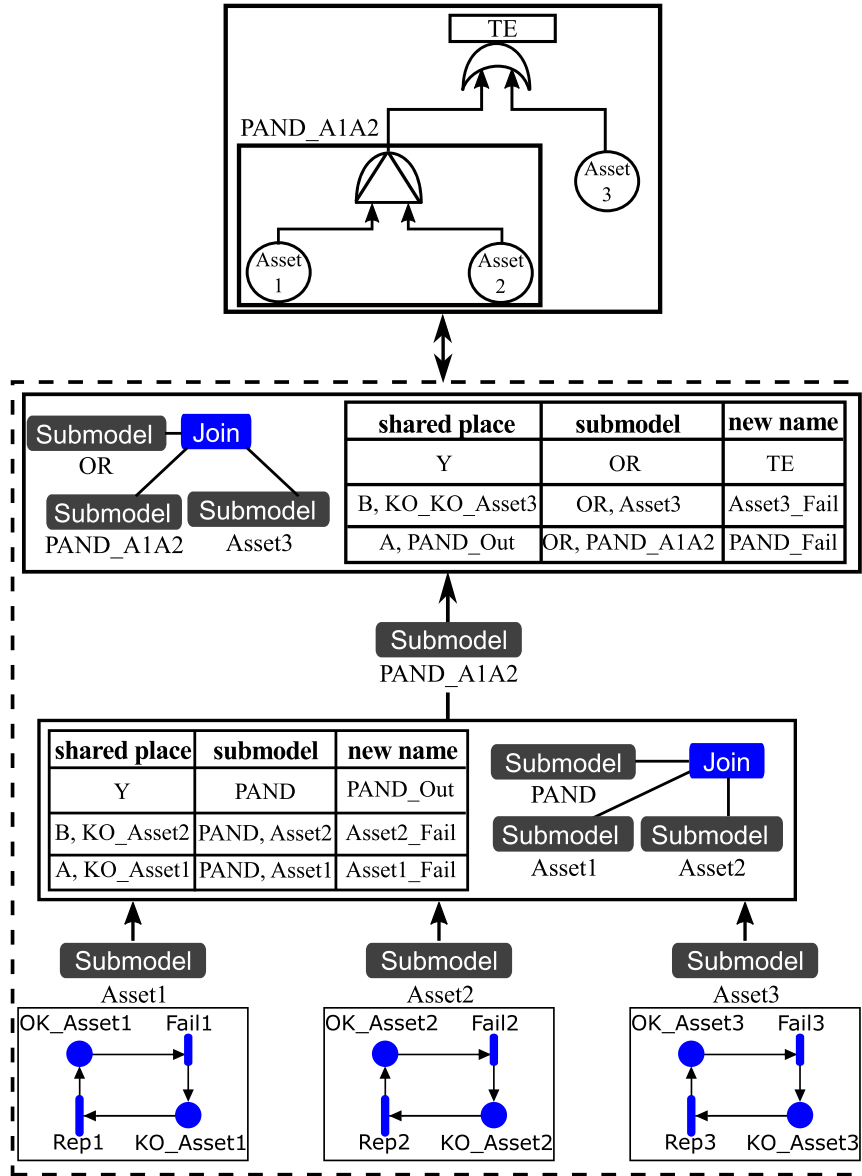 TE
PAND_A1A2
Asset
3
Asset
1
Asset
2
Submodel
Join
OR
Submodel
Submodel
PAND_A1A2
Asset3
shared place submodel new name
Y OR TE
B, KO_KO_Asset3 OR, Asset3 Asset3_Fail
A, PAND_Out OR, PAND_A1A2 PAND_Fail
Submodel
PAND_A1A2
shared place submodel new name
Y PAND PAND_Out
B, KO_Asset2 PAND, Asset2 Asset2_Fail
A, KO_Asset1 PAND, Asset1 Asset1_Fail
Submodel
Join
PAND
Submodel
Submodel
Asset1
Asset2
Submodel
Submodel
Submodel
Asset1
Asset2
Asset3
OK_Asset1 Fail1
Rep1 KO_Asset1
OK_Asset2 Fail2
Rep2 KO_Asset2
OK_Asset3 Fail3
Rep3 KO_Asset3